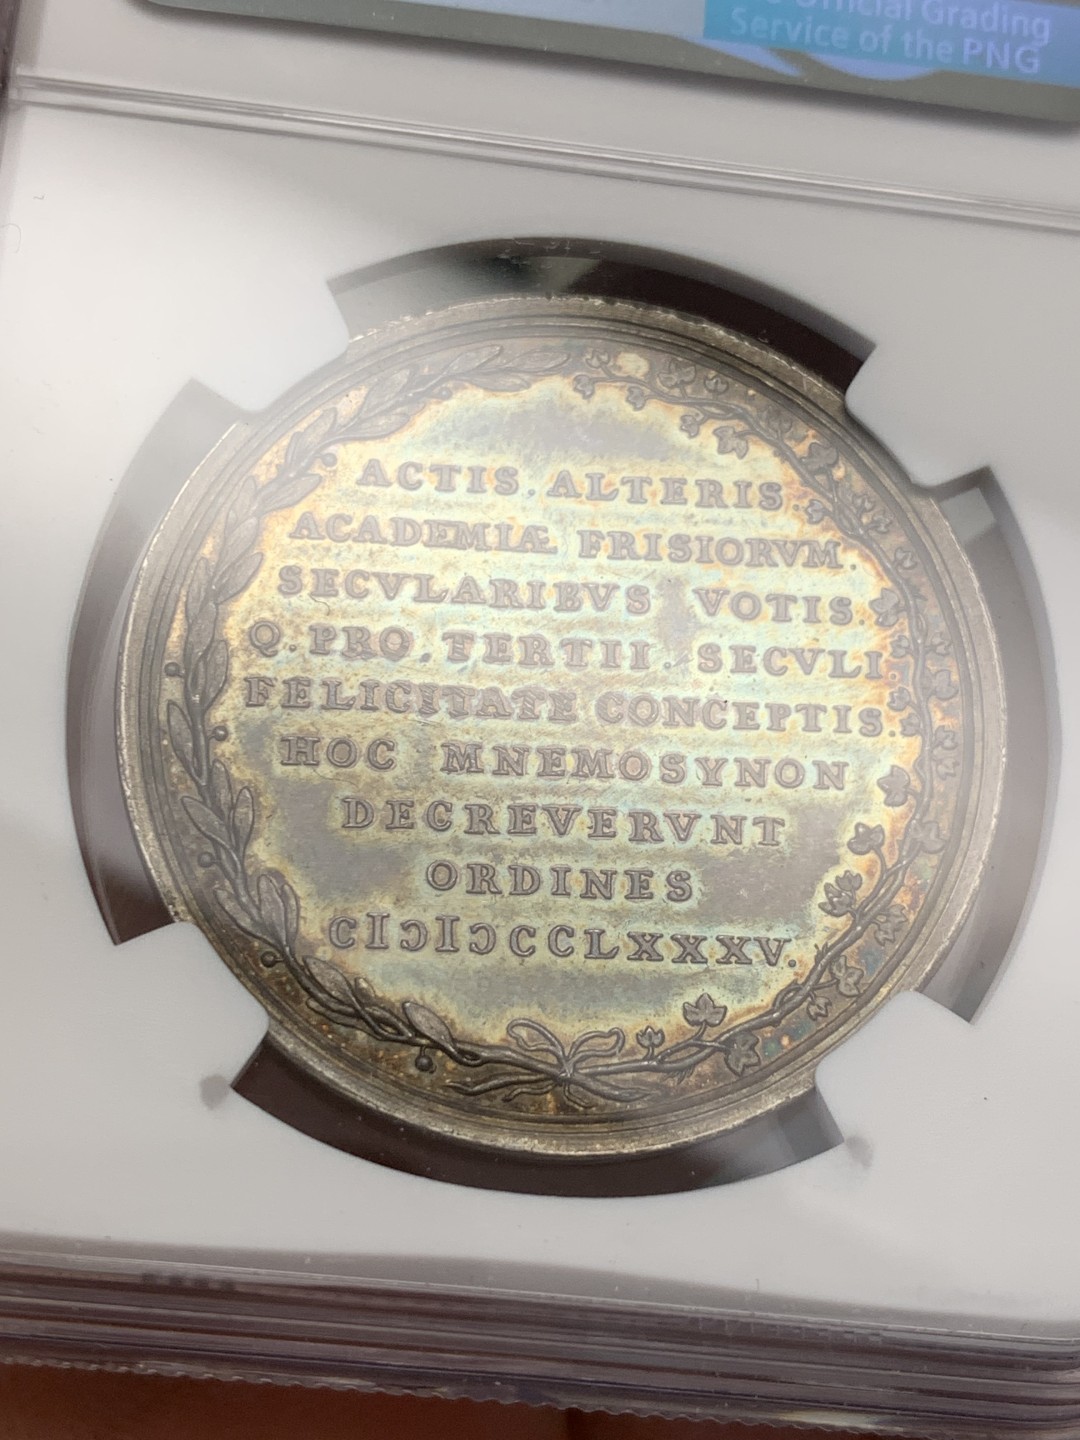 Official Grading
Service of the PNG
ACTIS. ALTERIS
ACADEMIÆ FRISIORVM.
SECVLARIBVS VOTIS.
Q. PRO. TERTII. SECVLI
FELICITATE CONCEPTIS.
HOC MNEMOSYNON
DECREVERVNT
ORDINES
CIↃIↃCCLXXXV.